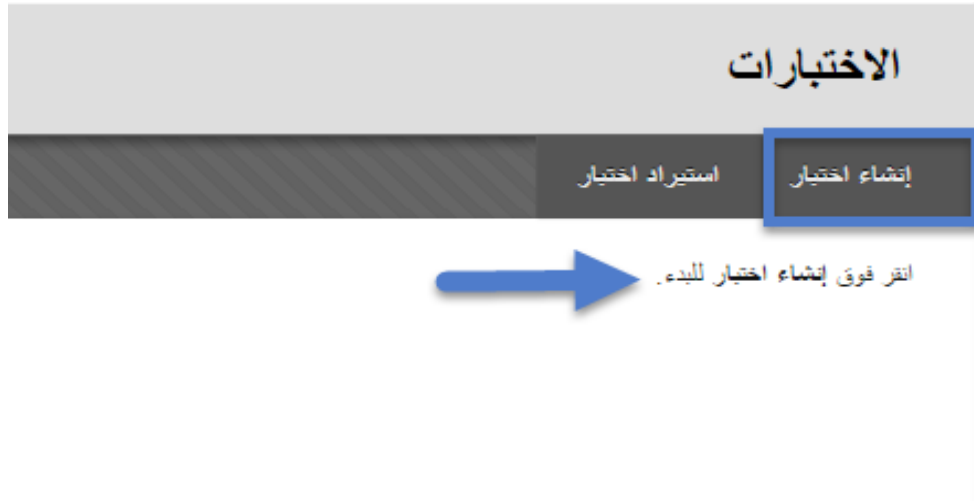 الاختبارات
إنشاء اختبار استيراد اختبار
انقر فوق إنشاء اختبار للبدء.